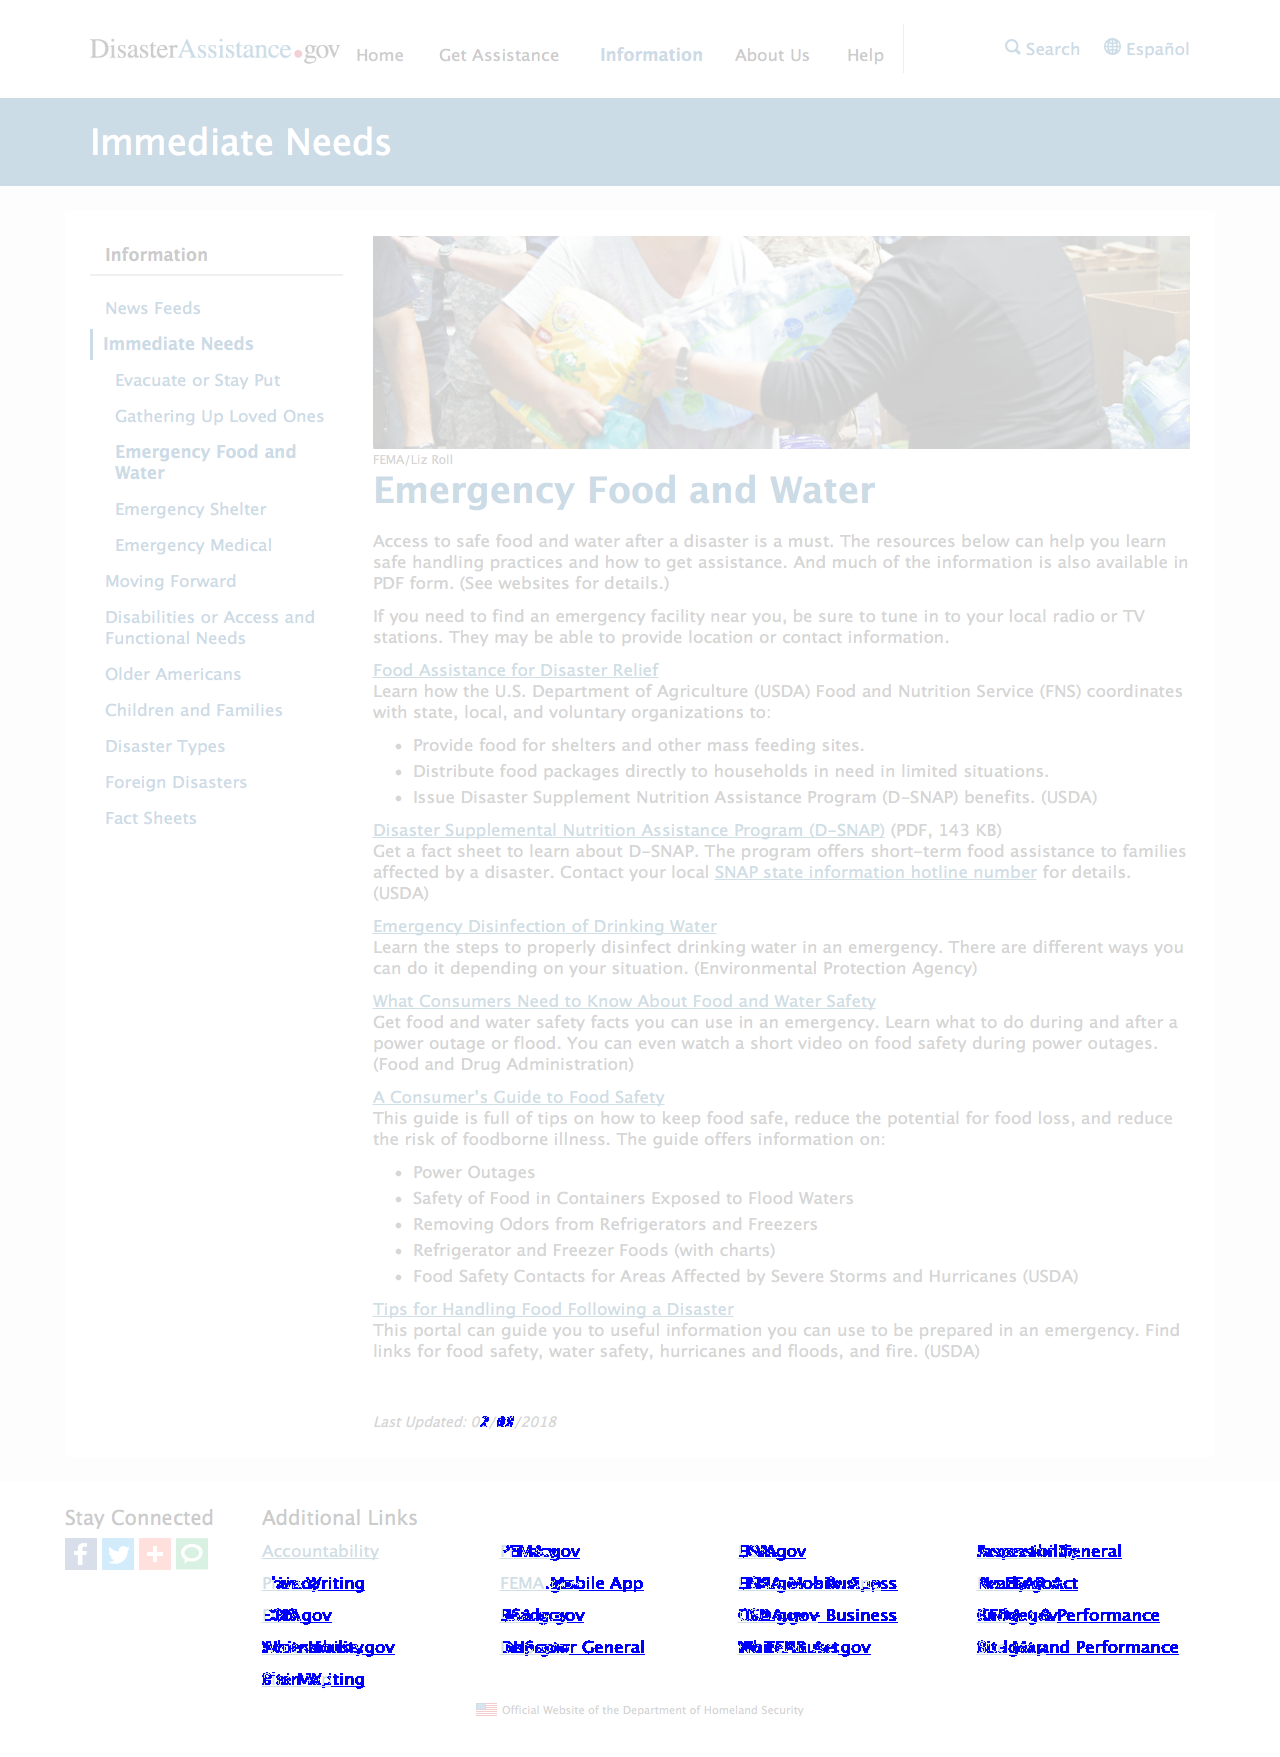 DisasterAssistance.gov Home Get Assistance Information About Us Help Search Español
Immediate Needs
Information
News Feeds
Immediate Needs
Evacuate or Stay Put
Gathering Up Loved Ones
Emergency Food and
Water
Emergency Shelter
Emergency Medical
Moving Forward
Disabilities or Access and
Functional Needs
Older Americans
Children and Families
Disaster Types
Foreign Disasters
Fact Sheets
FEMA/Liz Roll
Emergency Food and Water
Access to safe food and water after a disaster is a must. The resources below can help you learn
safe handling practices and how to get assistance. And much of the information is also available in
PDF form. (See websites for details.)
If you need to find an emergency facility near you, be sure to tune in to your local radio or TV
stations. They may be able to provide location or contact information.
Food Assistance for Disaster Relief
Learn how the U.S. Department of Agriculture (USDA) Food and Nutrition Service (FNS) coordinates
with state, local, and voluntary organizations to:
• Provide food for shelters and other mass feeding sites.
• Distribute food packages directly to households in need in limited situations.
• Issue Disaster Supplement Nutrition Assistance Program (D-SNAP) benefits. (USDA)
Disaster Supplemental Nutrition Assistance Program (D-SNAP) (PDF, 143 KB)
Get a fact sheet to learn about D-SNAP. The program offers short-term food assistance to families
affected by a disaster. Contact your local SNAP state information hotline number for details.
(USDA)
Emergency Disinfection of Drinking Water
Learn the steps to properly disinfect drinking water in an emergency. There are different ways you
can do it depending on your situation. (Environmental Protection Agency)
What Consumers Need to Know About Food and Water Safety
Get food and water safety facts you can use in an emergency. Learn what to do during and after a
power outage or flood. You can even watch a short video on food safety during power outages.
(Food and Drug Administration)
A Consumer's Guide to Food Safety
This guide is full of tips on how to keep food safe, reduce the potential for food loss, and reduce
the risk of foodborne illness. The guide offers information on:
• Power Outages
• Safety of Food in Containers Exposed to Flood Waters
• Removing Odors from Refrigerators and Freezers
• Refrigerator and Freezer Foods (with charts)
• Food Safety Contacts for Areas Affected by Severe Storms and Hurricanes (USDA)
Tips for Handling Food Following a Disaster
This portal can guide you to useful information you can use to be prepared in an emergency. Find
links for food safety, water safety, hurricanes and floods, and fire. (USDA)
Last Updated: /2018
Stay Connected
Additional Links
Accountability
Writing FEMA Mobile App
Business
Performance
General and Performance
Official Website of the Department of Homeland Security